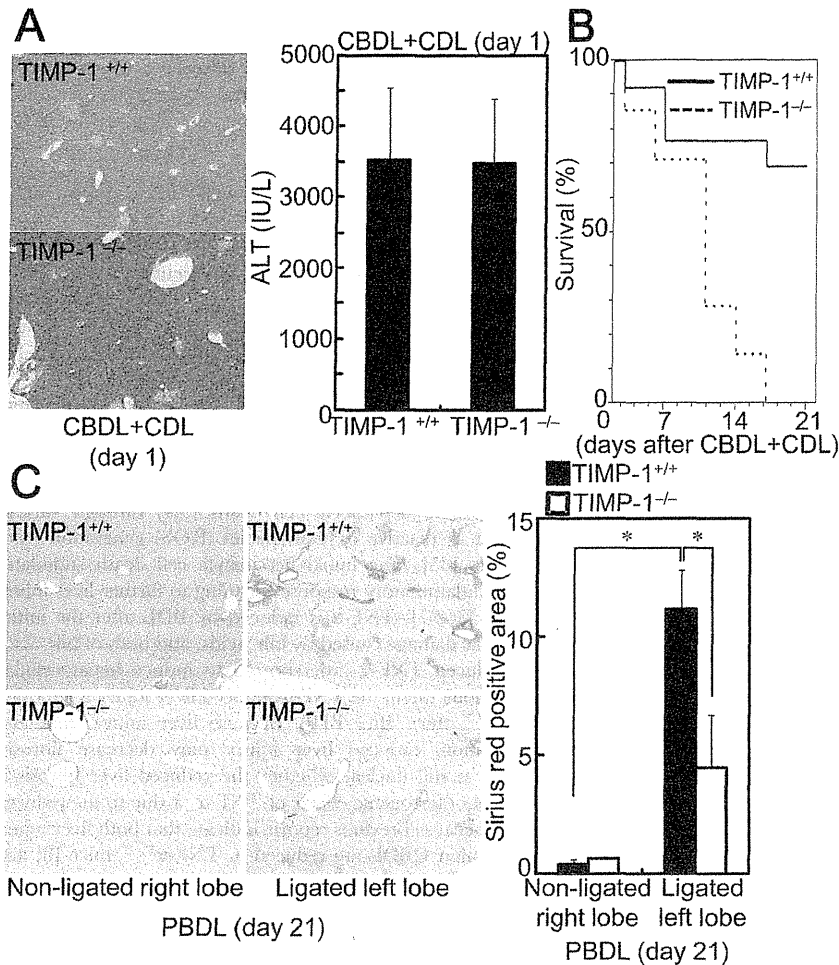 A
TIMP-1 +/+
TIMP-1 –/–
CBDL+CDL
(day 1)
CBDL+CDL (day 1)
5000
4500
4000
3500
3000
2000
1000
0
ALT (IU/L)
TIMP-1 +/+ TIMP-1 –/–
B
100
50
0
Survival (%)
TIMP-1+/+
TIMP-1–/–
7 14 21
(days after CBDL+CDL)
C
TIMP-1+/+
TIMP-1+/+
TIMP-1–/–
TIMP-1–/–
Non-ligated right lobe Ligated left lobe
PBDL (day 21)
TIMP-1+/+
TIMP-1–/–
15
10
5
0
Sirius red positive area (%)
* *
Non-ligated right lobe
Ligated left lobe
PBDL (day 21)